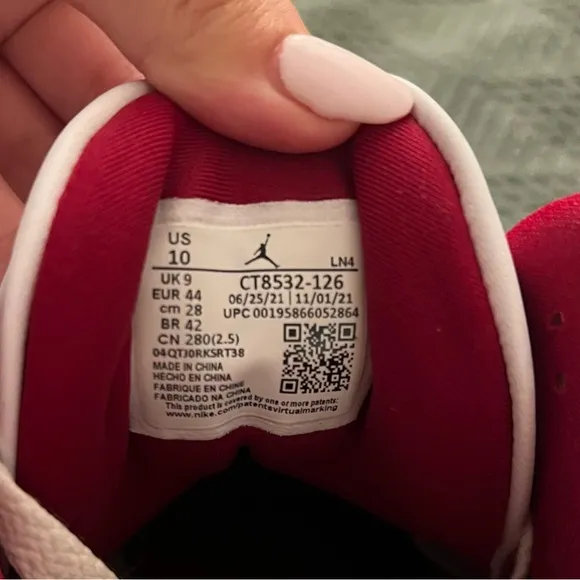 US
10
LN4
UK 9
CT8532-126
EUR 44
06/25/21 | 11/01/21
cm 28
UPC 00195866052864
BR 42
CN 280(2.5)
04QTJ0RKSRT38
MADE IN CHINA
HECHO EN CHINA
FABRIQUE EN CHINE
FABRICADO NA CHINA
This product is covered by one or more patents:
www.nike.com/patentsvirtualmarking